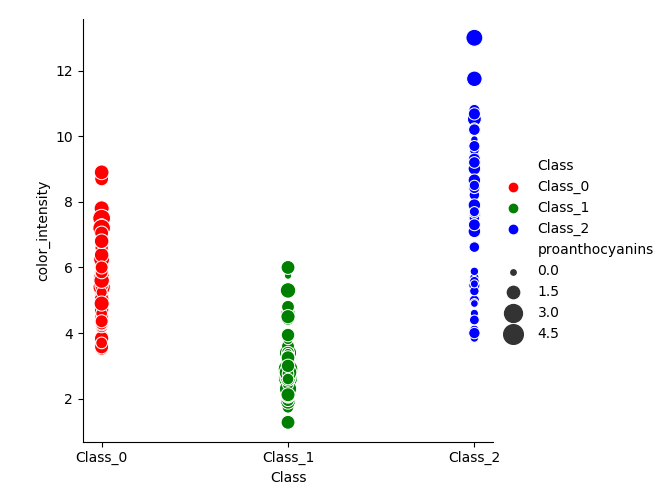 12
10
8
6
4
2
color_intensity
Class_0
Class_1
Class_2
Class
Class
Class_0
Class_1
Class_2
proanthocyanins
0.0
1.5
3.0
4.5